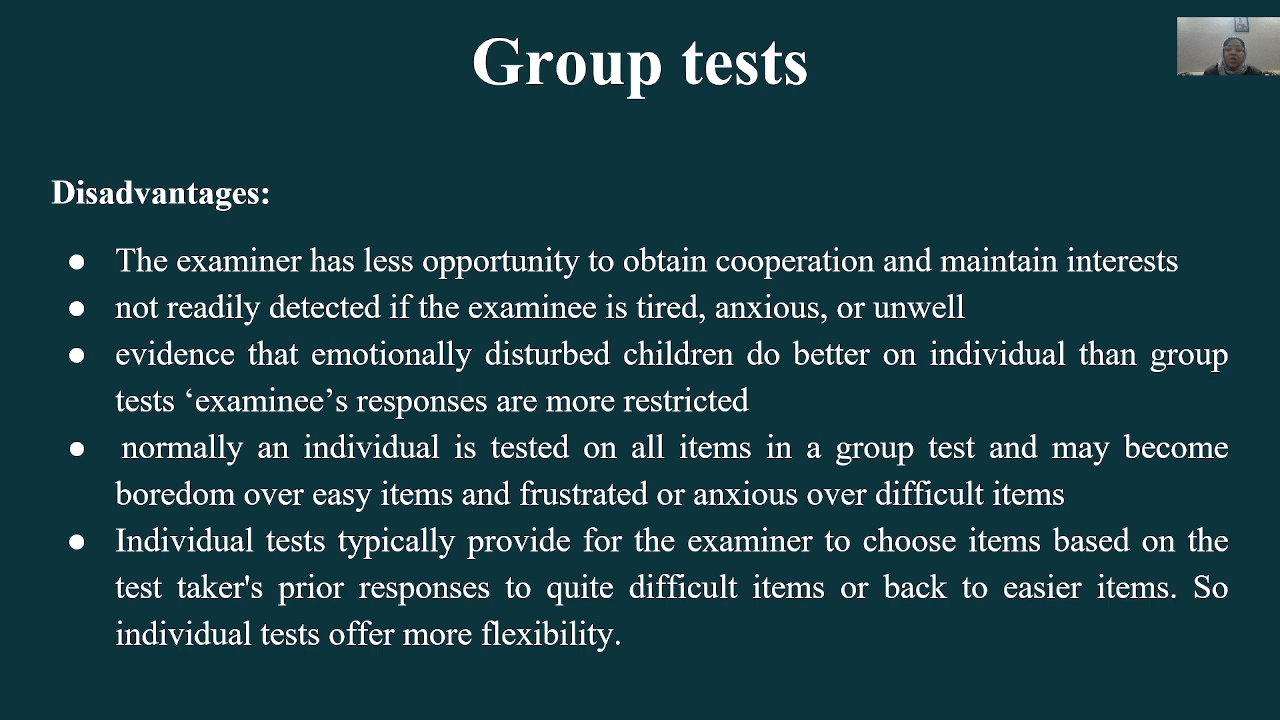 Group tests
Disadvantages:
● The examiner has less opportunity to obtain cooperation and maintain interests
● not readily detected if the examinee is tired, anxious, or unwell
● evidence that emotionally disturbed children do better on individual than group
tests ‘examinee’s responses are more restricted
● normally an individual is tested on all items in a group test and may become
boredom over easy items and frustrated or anxious over difficult items
● Individual tests typically provide for the examiner to choose items based on the
test taker's prior responses to quite difficult items or back to easier items. So
individual tests offer more flexibility.